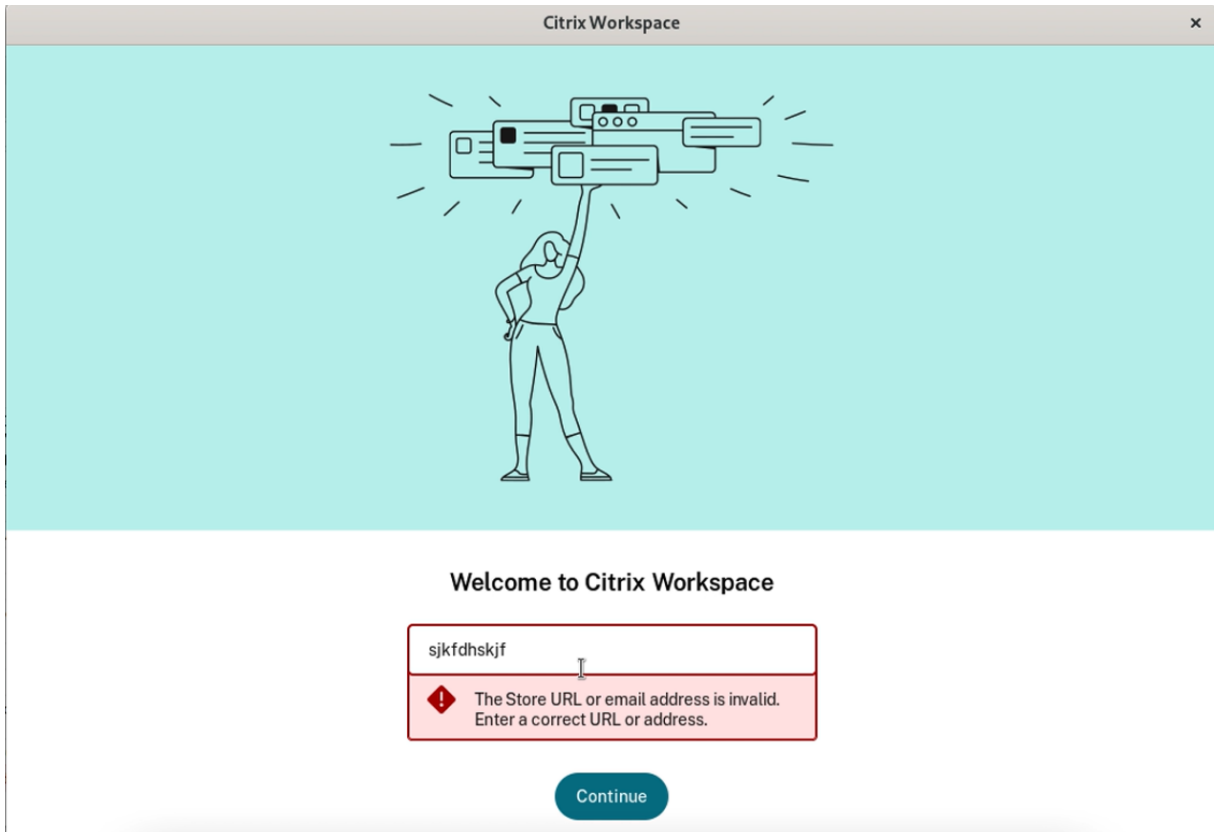 Citrix Workspace
Welcome to Citrix Workspace
sjkfdhskjf
The Store URL or email address is invalid.
Enter a correct URL or address.
Continue